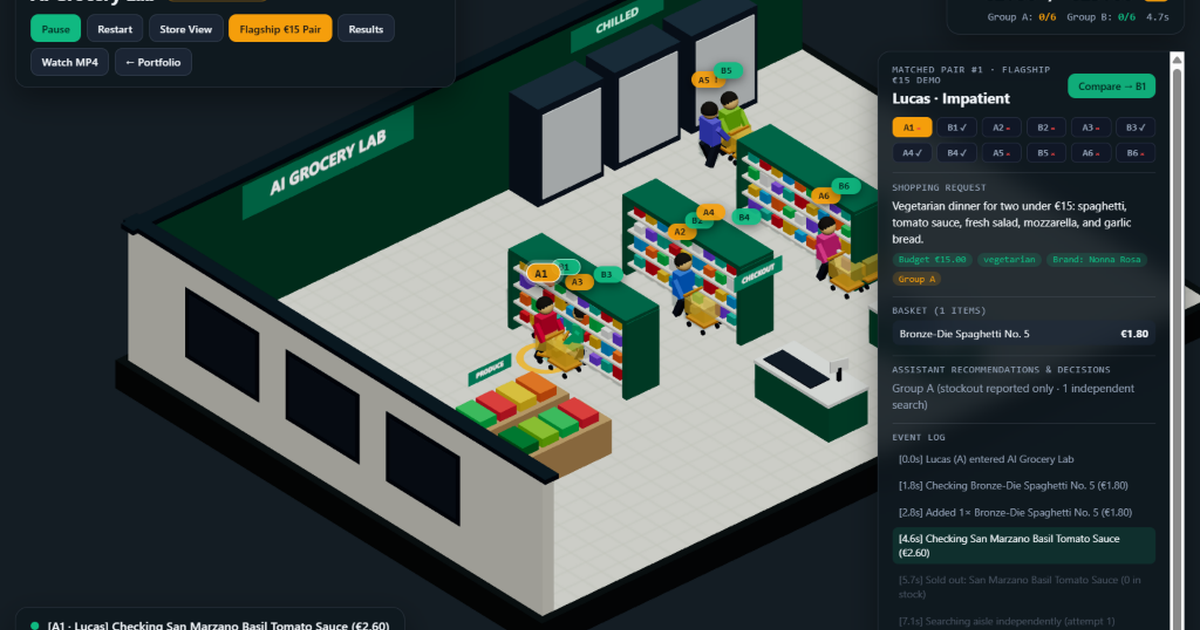 Pause
Restart
Store View
Flagship €15 Pair
Results
Watch MP4
← Portfolio
CHILLED
AI GROCERY LAB
PRODUCE
CHECKOUT
A5
B5
A6
B6
A4
A2
B4
A1
A3
B3
Group A: 0/6 Group B: 0/6 4.7s
MATCHED PAIR #1 · FLAGSHIP
€15 DEMO
Lucas · Impatient
Compare → B1
A1 - B1 ✓ A2 - B2 - A3 - B3 ✓
A4 ✓ B4 ✓ A5 - B5 - A6 - B6 -
SHOPPING REQUEST
Vegetarian dinner for two under €15: spaghetti,
tomato sauce, fresh salad, mozzarella, and garlic
bread.
Budget €15.00 vegetarian Brand: Nonna Rosa
Group A
BASKET (1 ITEMS)
Bronze-Die Spaghetti No. 5 €1.80
ASSISTANT RECOMMENDATIONS & DECISIONS
Group A (stockout reported only · 1 independent
search)
EVENT LOG
[0.0s] Lucas (A) entered AI Grocery Lab
[1.8s] Checking Bronze-Die Spaghetti No. 5 (€1.80)
[2.8s] Added 1× Bronze-Die Spaghetti No. 5 (€1.80)
[4.6s] Checking San Marzano Basil Tomato Sauce
(€2.60)
[5.7s] Sold out: San Marzano Basil Tomato Sauce (0 in
stock)
[7.1s] Searching aisle independently (attempt 1)
[A1 · Lucas] Checking San Marzano Basil Tomato Sauce (€2.60)